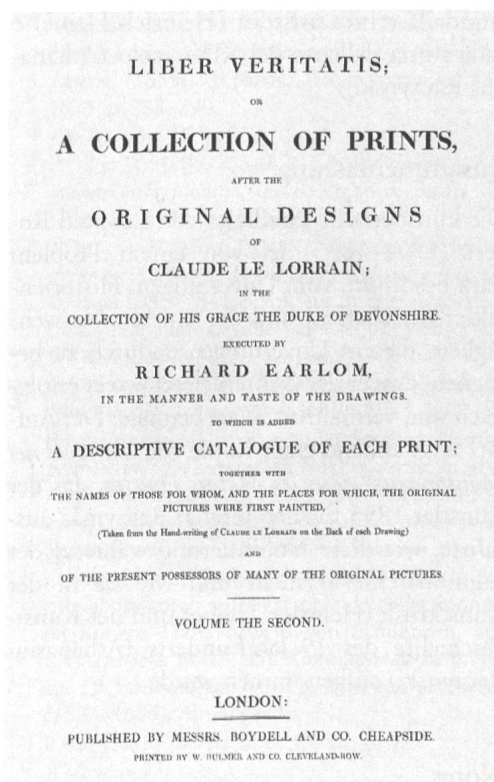 LIBER VERITATIS;
OR
A COLLECTION OF PRINTS,
AFTER THE
ORIGINAL DESIGNS
OF
CLAUDE LE LORRAIN;
IN THE
COLLECTION OF HIS GRACE THE DUKE OF DEVONSHIRE.
EXECUTED BY
RICHARD EARLOM,
IN THE MANNER AND TASTE OF THE DRAWINGS.
TO WHICH IS ADDED
A DESCRIPTIVE CATALOGUE OF EACH PRINT;
TOGETHER WITH
THE NAMES OF THOSE FOR WHOM, AND THE PLACES FOR WHICH, THE ORIGINAL
PICTURES WERE FIRST PAINTED,
(Taken from the Hand-writing of CLAUDE LE LORRAIN on the Back of each Drawing)
AND
OF THE PRESENT POSSESSORS OF MANY OF THE ORIGINAL PICTURES.
VOLUME THE SECOND.
LONDON:
PUBLISHED BY MESSRS. BOYDELL AND CO. CHEAPSIDE.
PRINTED BY W. BULMER AND CO. CLEVELAND-ROW.